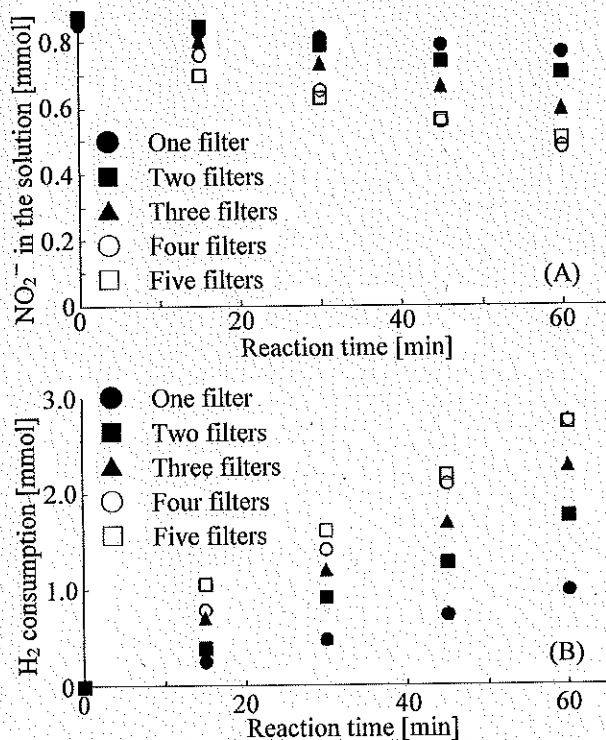 NO₂⁻ in the solution [mmol]
0.8
0.6
0.4
0.2
0
One filter
Two filters
Three filters
Four filters
Five filters
(A)
0 20 40 60
Reaction time [min]
H₂ consumption [mmol]
3.0
2.0
1.0
0
One filter
Two filters
Three filters
Four filters
Five filters
(B)
0 20 40 60
Reaction time [min]